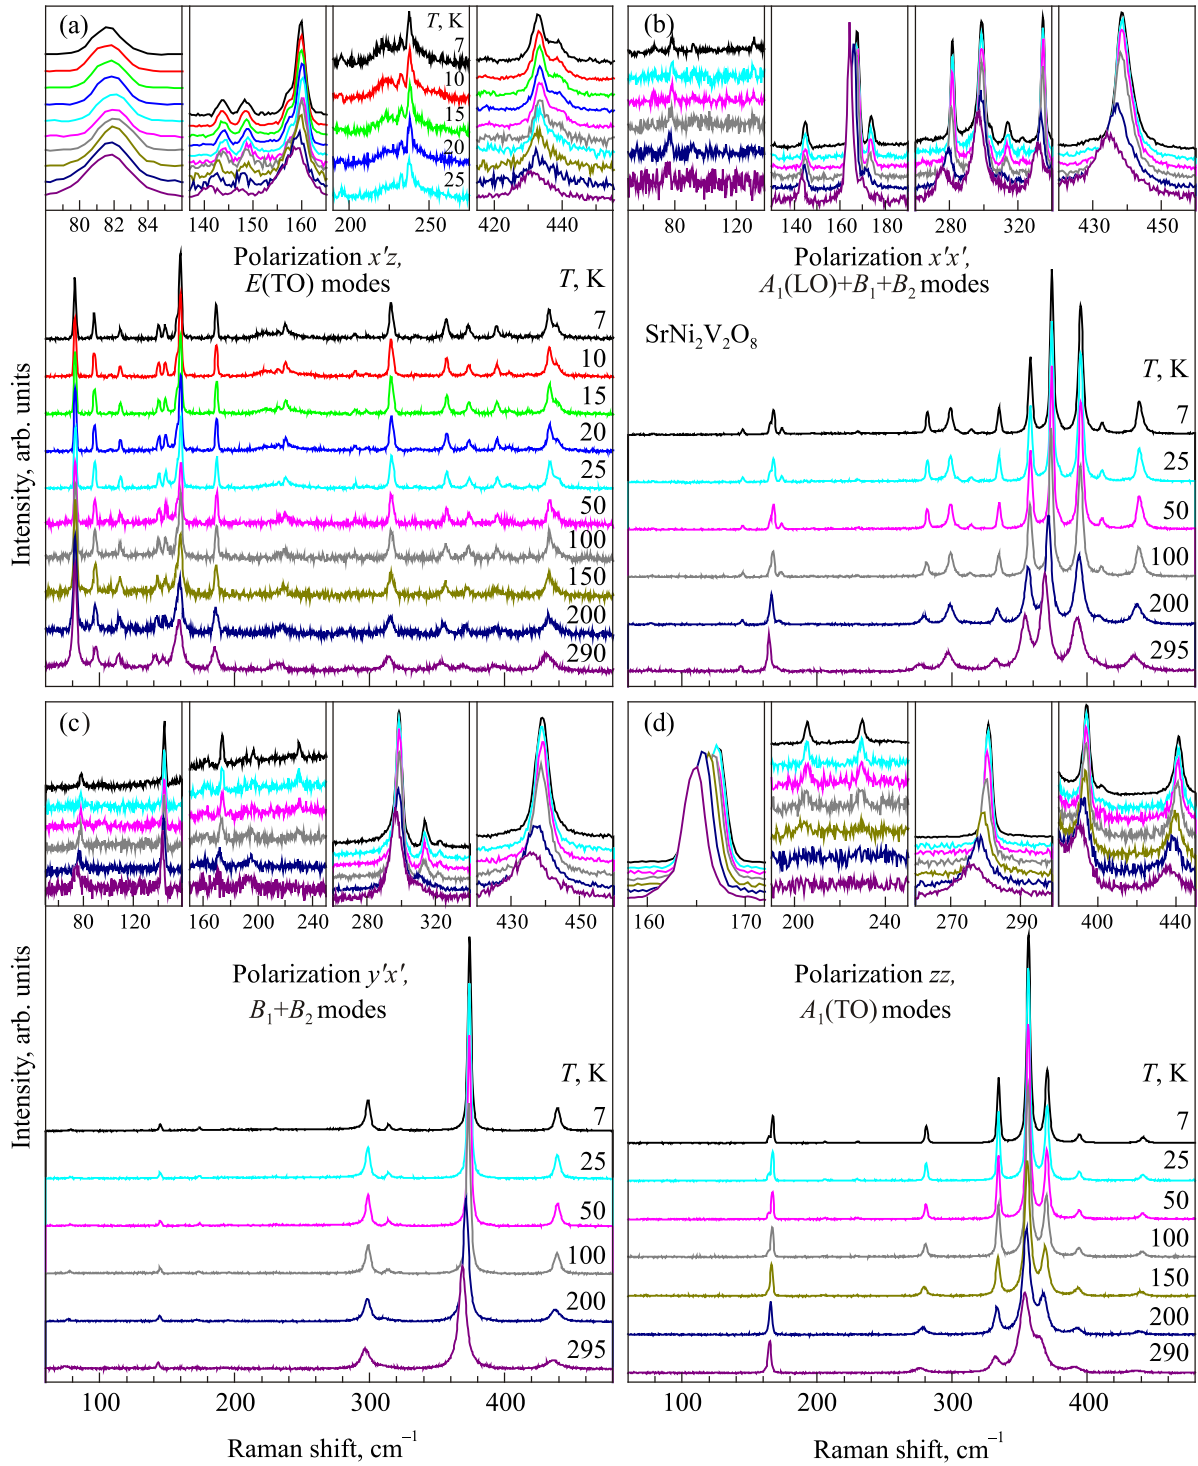 (a)
T, K
7
10
15
20
25
80 82 84
140 150 160
200 250
420 440
Polarization x′z,
E(TO) modes
T, K
7
10
15
20
25
50
100
150
200
290
Intensity, arb. units
(b)
40 80 120
140 160 180
280 300 320
430 450
Polarization x′x′,
A1(LO)+B1+B2 modes
SrNi2V2O8
T, K
7
25
50
100
200
295
(c)
80 120
160 200 240
280 320
430 450
Polarization y′x′,
B1+B2 modes
T, K
7
25
50
100
200
295
Intensity, arb. units
100 200 300 400
Raman shift, cm–1
(d)
160 170
200 240
270 290
400 440
Polarization zz,
A1(TO) modes
T, K
7
25
50
100
150
200
290
100 200 300 400
Raman shift, cm–1